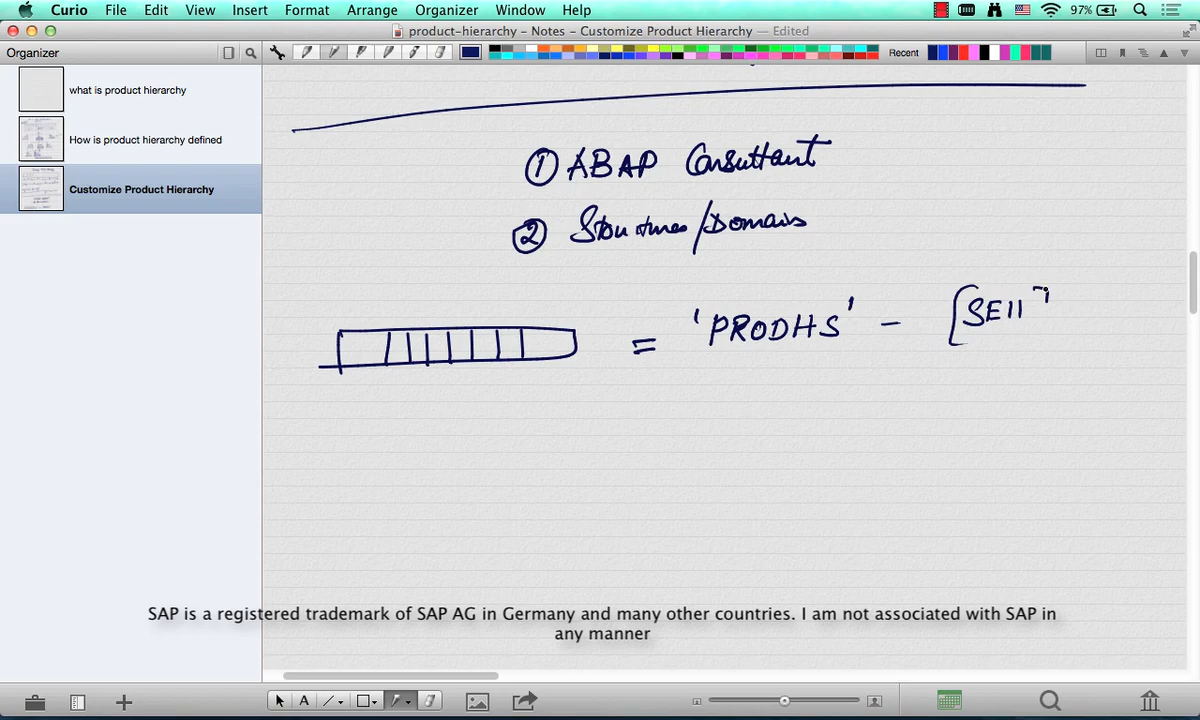 Curio File Edit View Insert Format Arrange Organizer Window Help 97%
product-hierarchy – Notes – Customize Product Hierarchy — Edited
Organizer Recent
what is product hierarchy
How is product hierarchy defined
Customize Product Hierarchy
① ABAP Consultant
② Structures/Domains
= 'PRODHS' - [SE11
SAP is a registered trademark of SAP AG in Germany and many other countries. I am not associated with SAP in
any manner
A